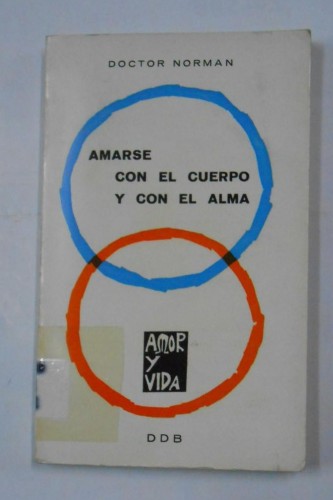 DOCTOR NORMAN
AMARSE
CON EL CUERPO
Y CON EL ALMA
AMOR
Y
VIDA
DDB